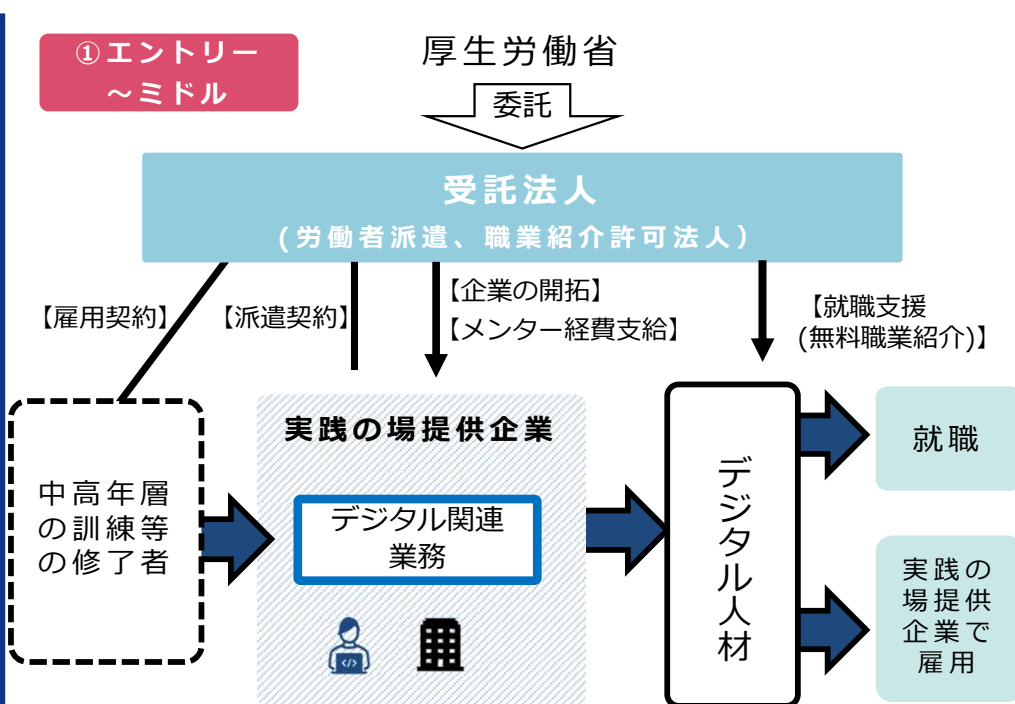 ①エントリー
～ミドル
厚生労働省
委託
受託法人
(労働者派遣、職業紹介許可法人）
【雇用契約】
【派遣契約】
【企業の開拓】
【メンター経費支給】
【就職支援
(無料職業紹介)】
中高年層
の訓練等
の修了者
実践の場提供企業
デジタル関連
業務
</>
デジタル人材
就職
実践の
場提供
企業で
雇用